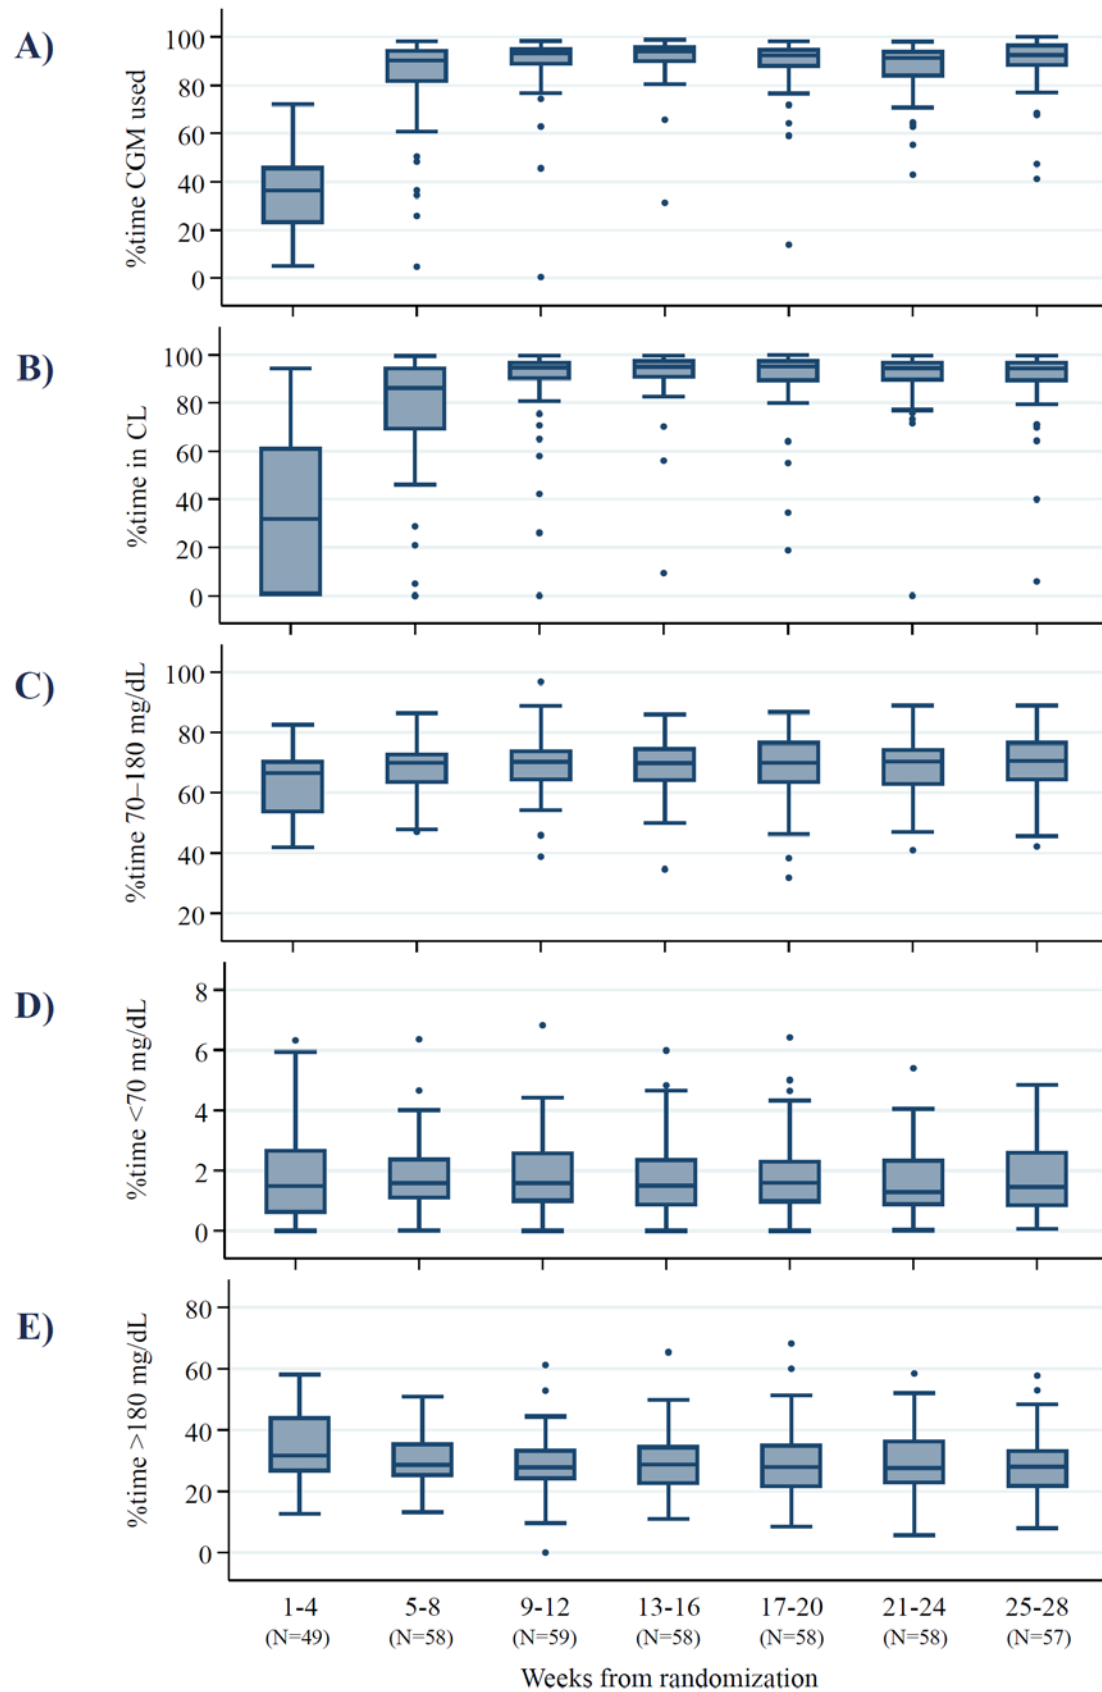 A)
%time CGM used
100
80
60
40
20
0
B)
%time in CL
100
80
60
40
20
0
C)
%time 70–180 mg/dL
100
80
60
40
20
D)
%time <70 mg/dL
8
6
4
2
0
E)
%time >180 mg/dL
80
60
40
20
0
1-4 5-8 9-12 13-16 17-20 21-24 25-28
(N=49) (N=58) (N=59) (N=58) (N=58) (N=58) (N=57)
Weeks from randomization